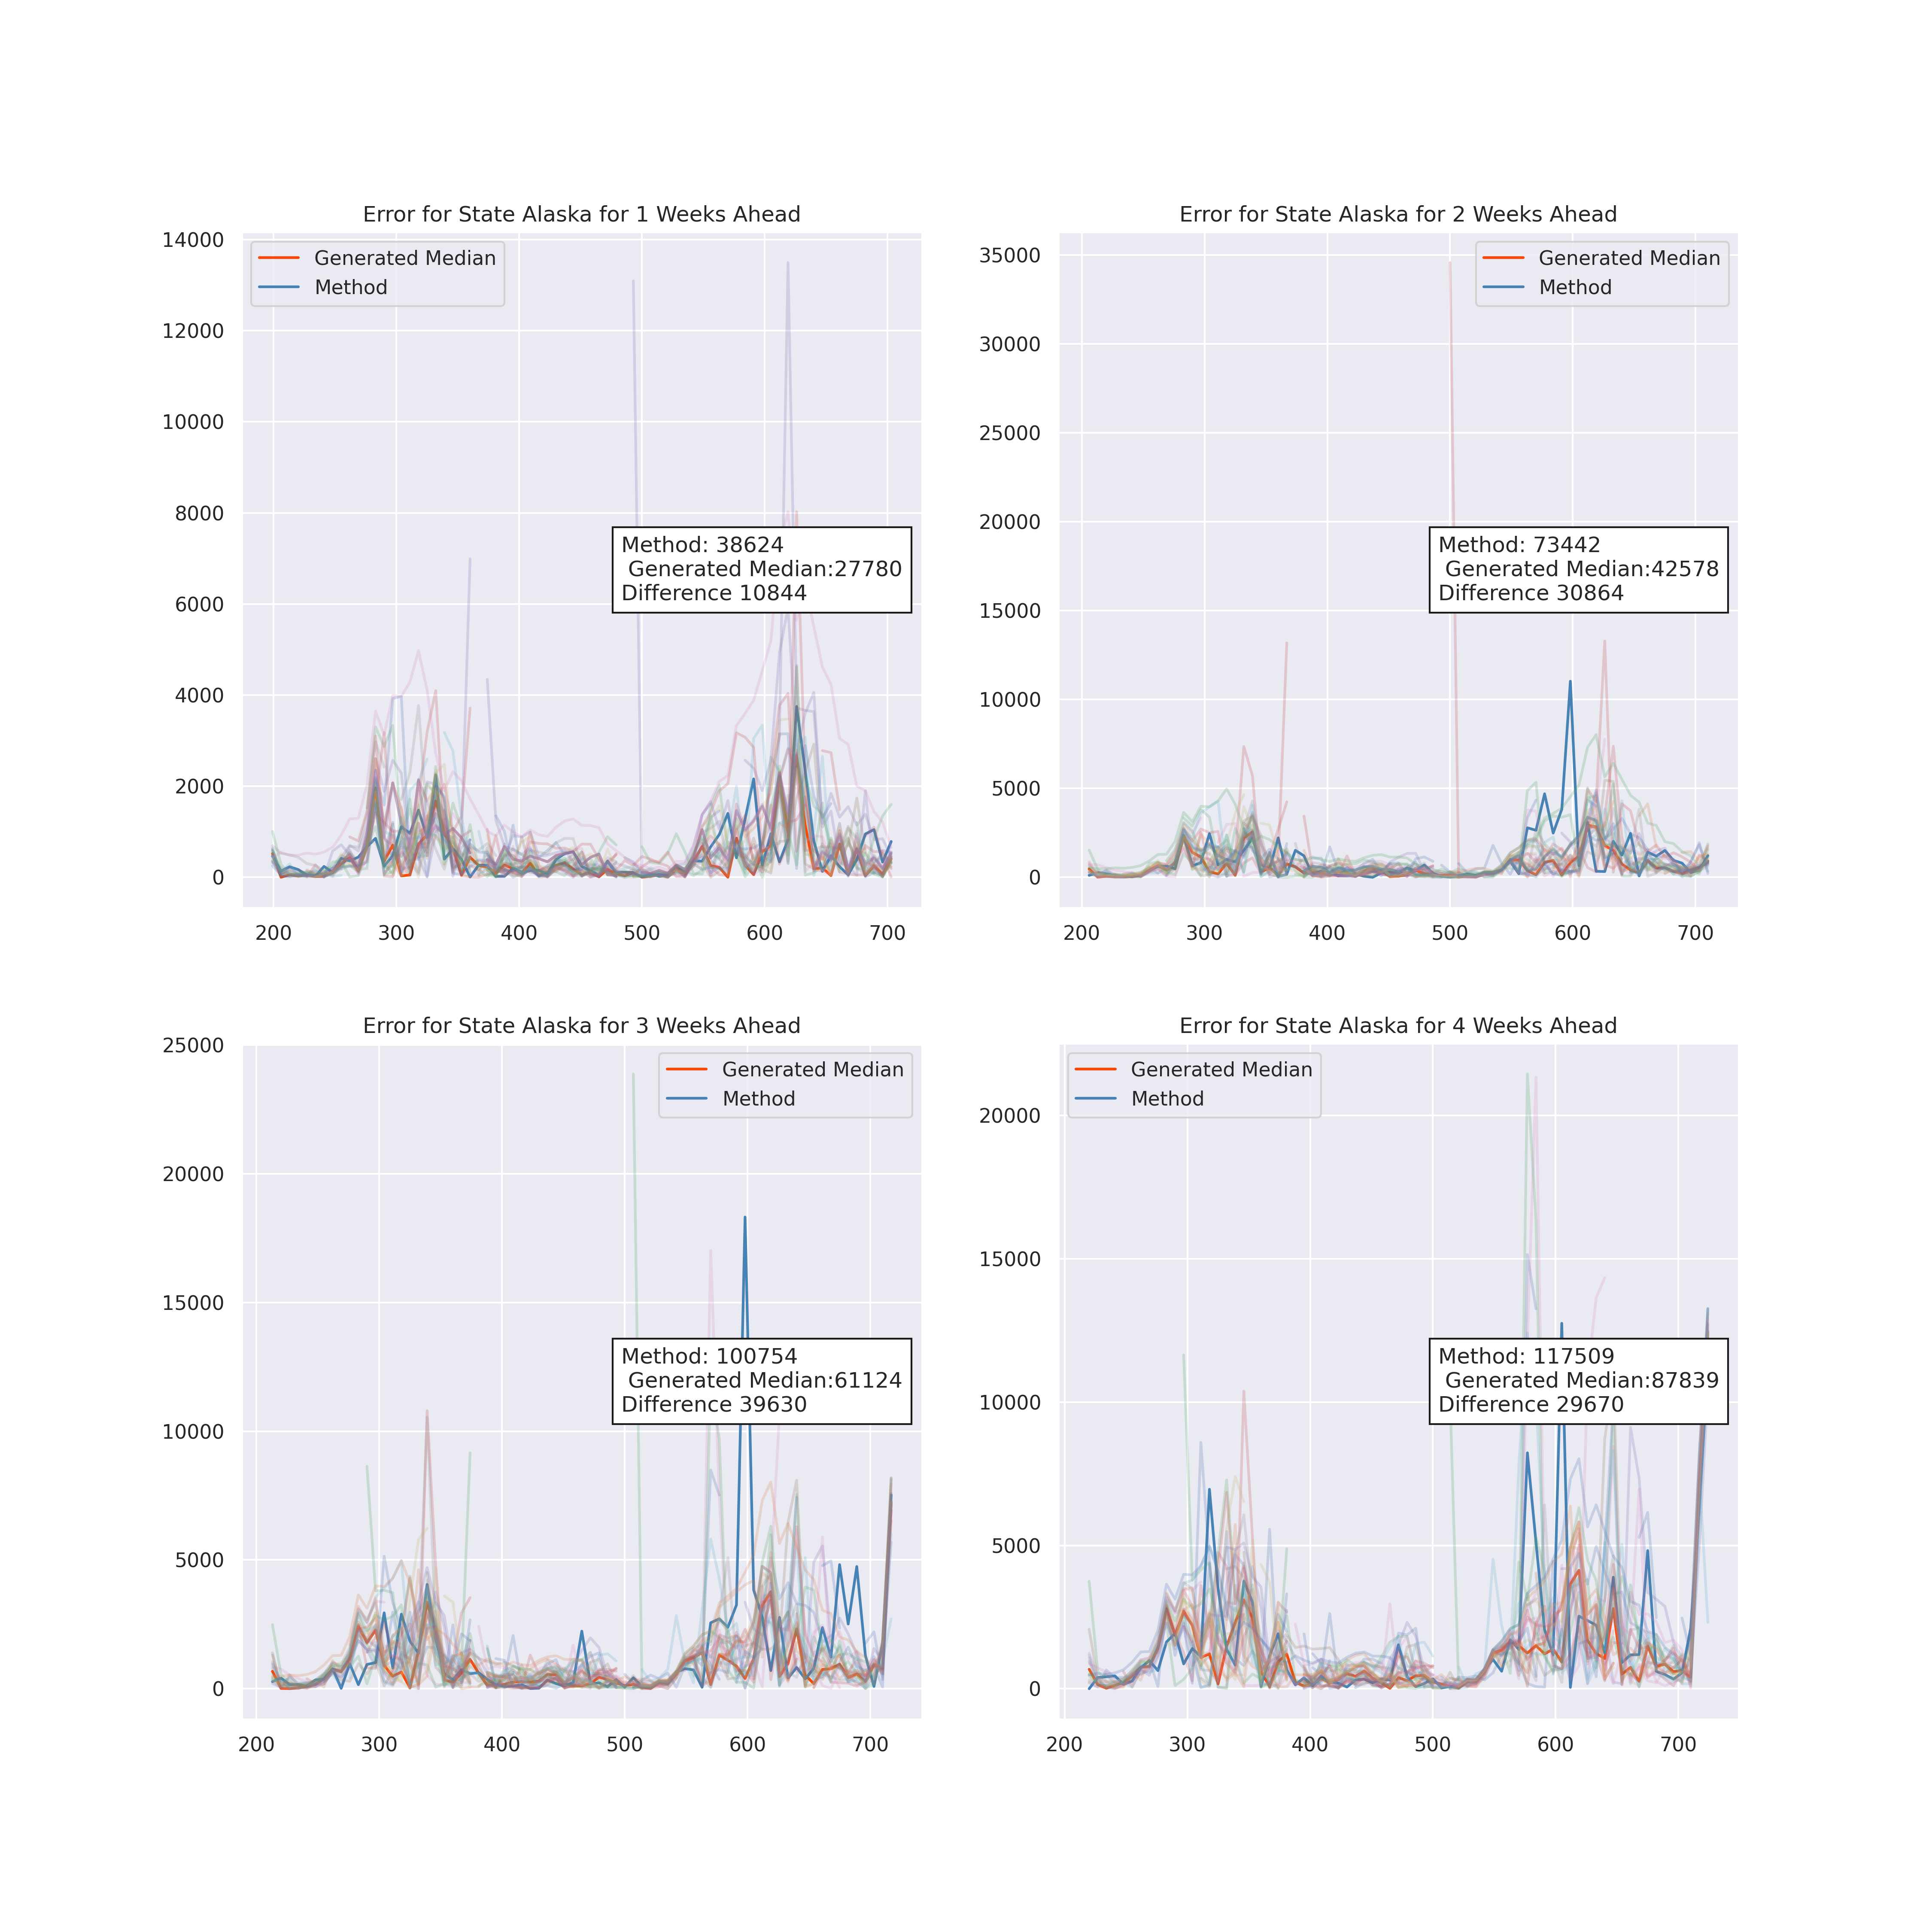 Error for State Alaska for 1 Weeks Ahead
14000
12000
10000
8000
6000
4000
2000
0
200 300 400 500 600 700
Generated Median
Method
Method: 38624
Generated Median:27780
Difference 10844
Error for State Alaska for 2 Weeks Ahead
35000
30000
25000
20000
15000
10000
5000
0
200 300 400 500 600 700
Generated Median
Method
Method: 73442
Generated Median:42578
Difference 30864
Error for State Alaska for 3 Weeks Ahead
25000
20000
15000
10000
5000
0
200 300 400 500 600 700
Generated Median
Method
Method: 100754
Generated Median:61124
Difference 39630
Error for State Alaska for 4 Weeks Ahead
20000
15000
10000
5000
0
200 300 400 500 600 700
Generated Median
Method
Method: 117509
Generated Median:87839
Difference 29670